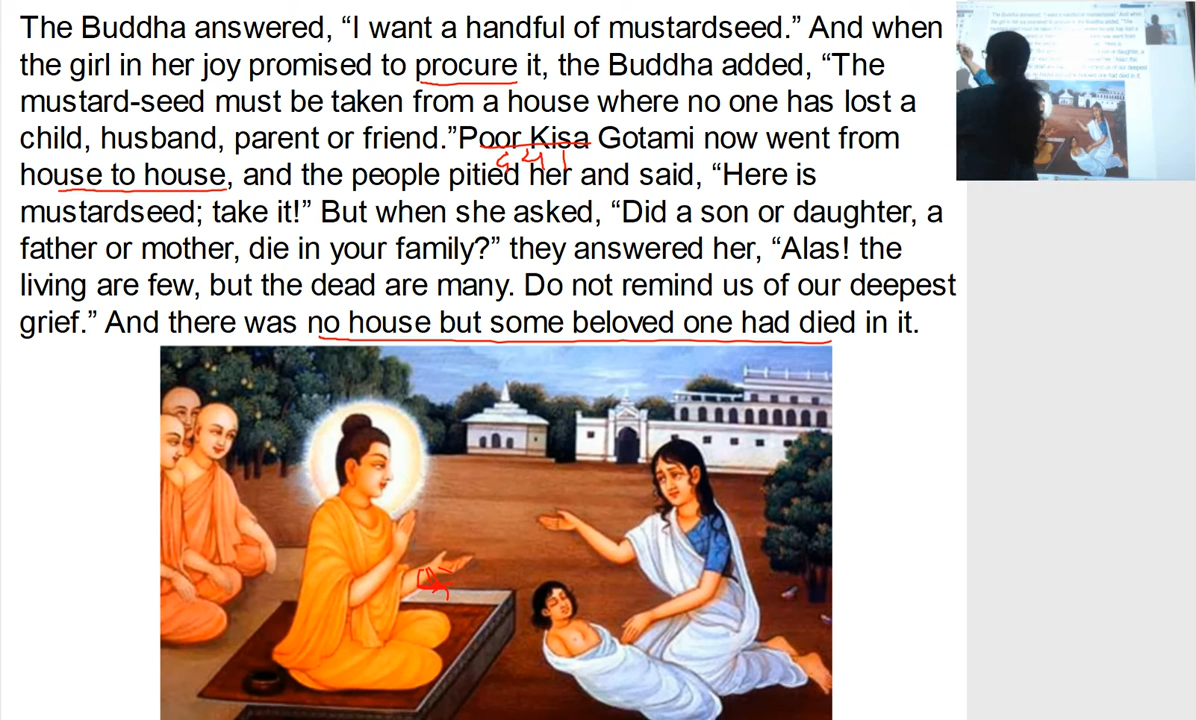 The Buddha answered, “I want a handful of mustardseed.” And when
the girl in her joy promised to procure it, the Buddha added, “The
mustard-seed must be taken from a house where no one has lost a
child, husband, parent or friend.”Poor Kisa Gotami now went from
दया
house to house, and the people pitied her and said, “Here is
mustardseed; take it!” But when she asked, “Did a son or daughter, a
father or mother, die in your family?” they answered her, “Alas! the
living are few, but the dead are many. Do not remind us of our deepest
grief.” And there was no house but some beloved one had died in it.